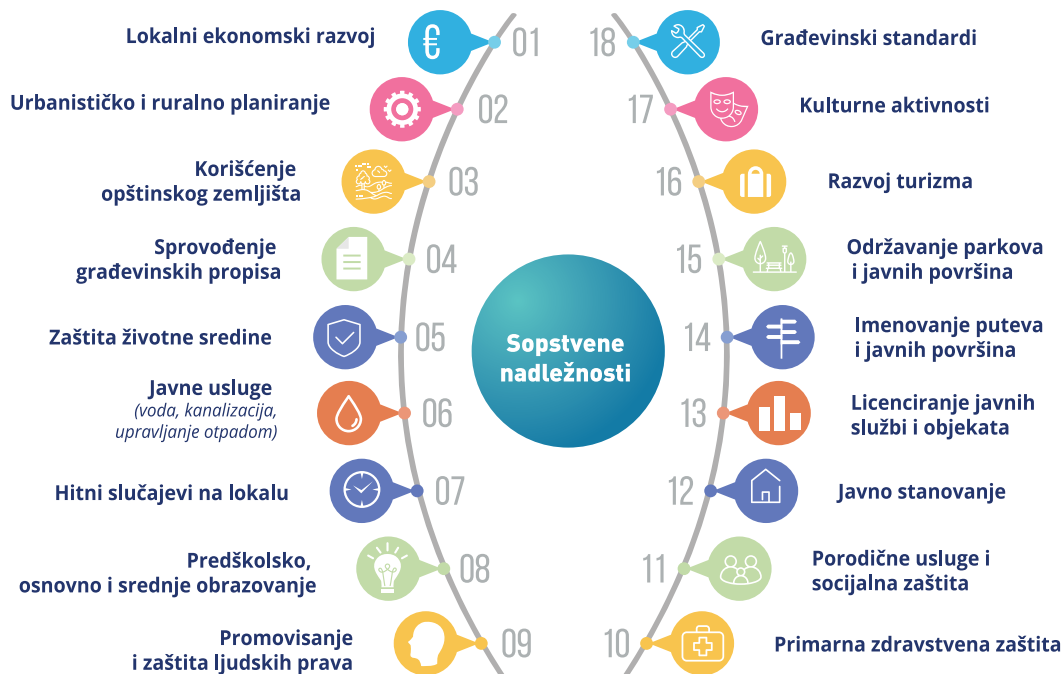 Lokalni ekonomski razvoj
01
Urbanističko i ruralno planiranje
02
Korišćenje
opštinskog zemljišta
03
Sprovođenje
građevinskih propisa
04
Zaštita životne sredine
05
Javne usluge
(voda, kanalizacija,
upravljanje otpadom)
06
Hitni slučajevi na lokalu
07
Predškolsko,
osnovno i srednje obrazovanje
08
Promovisanje
i zaštita ljudskih prava
09
Sopstvene
nadležnosti
18
Građevinski standardi
17
Kulturne aktivnosti
16
Razvoj turizma
15
Održavanje parkova
i javnih površina
14
Imenovanje puteva
i javnih površina
13
Licenciranje javnih
službi i objekata
12
Javno stanovanje
11
Porodične usluge i
socijalna zaštita
10
Primarna zdravstvena zaštita